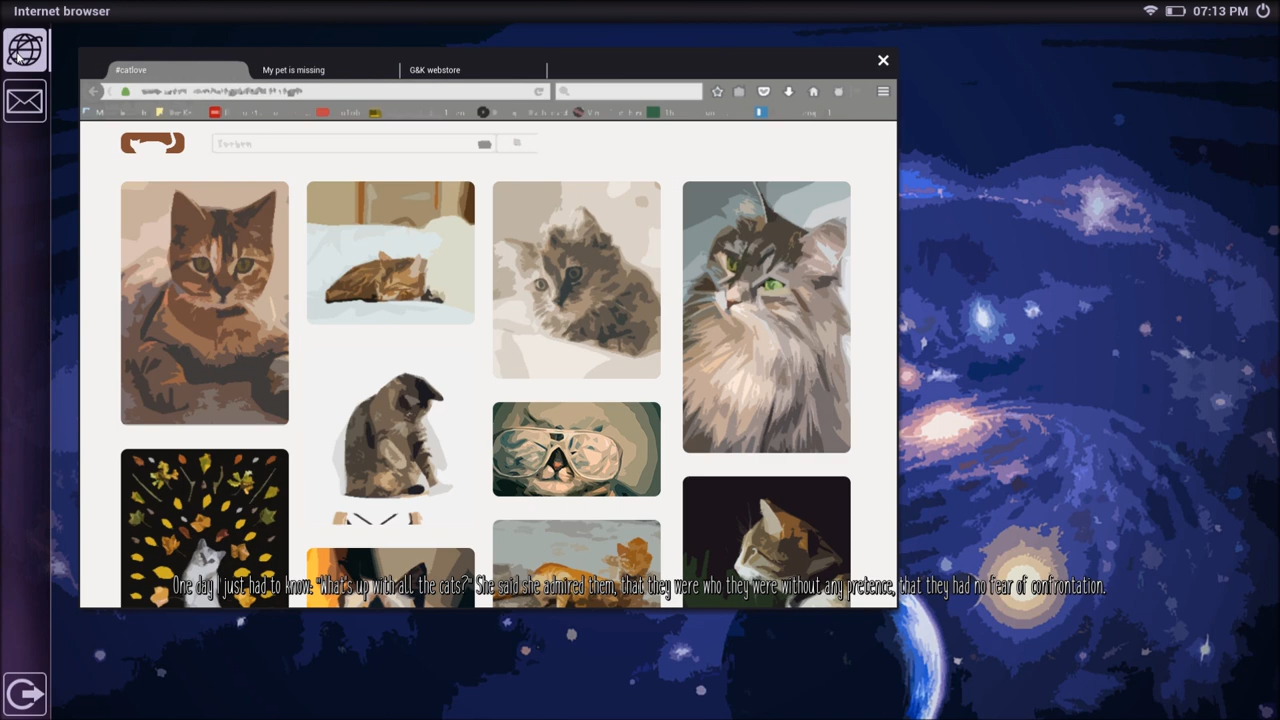 Internet browser
07:13 PM
#catlove
My pet is missing
G&K webstore
One day I just had to know: "What's up with all the cats?" She said she admired them, that they were who they were without any pretence, that they had no fear of confrontation.